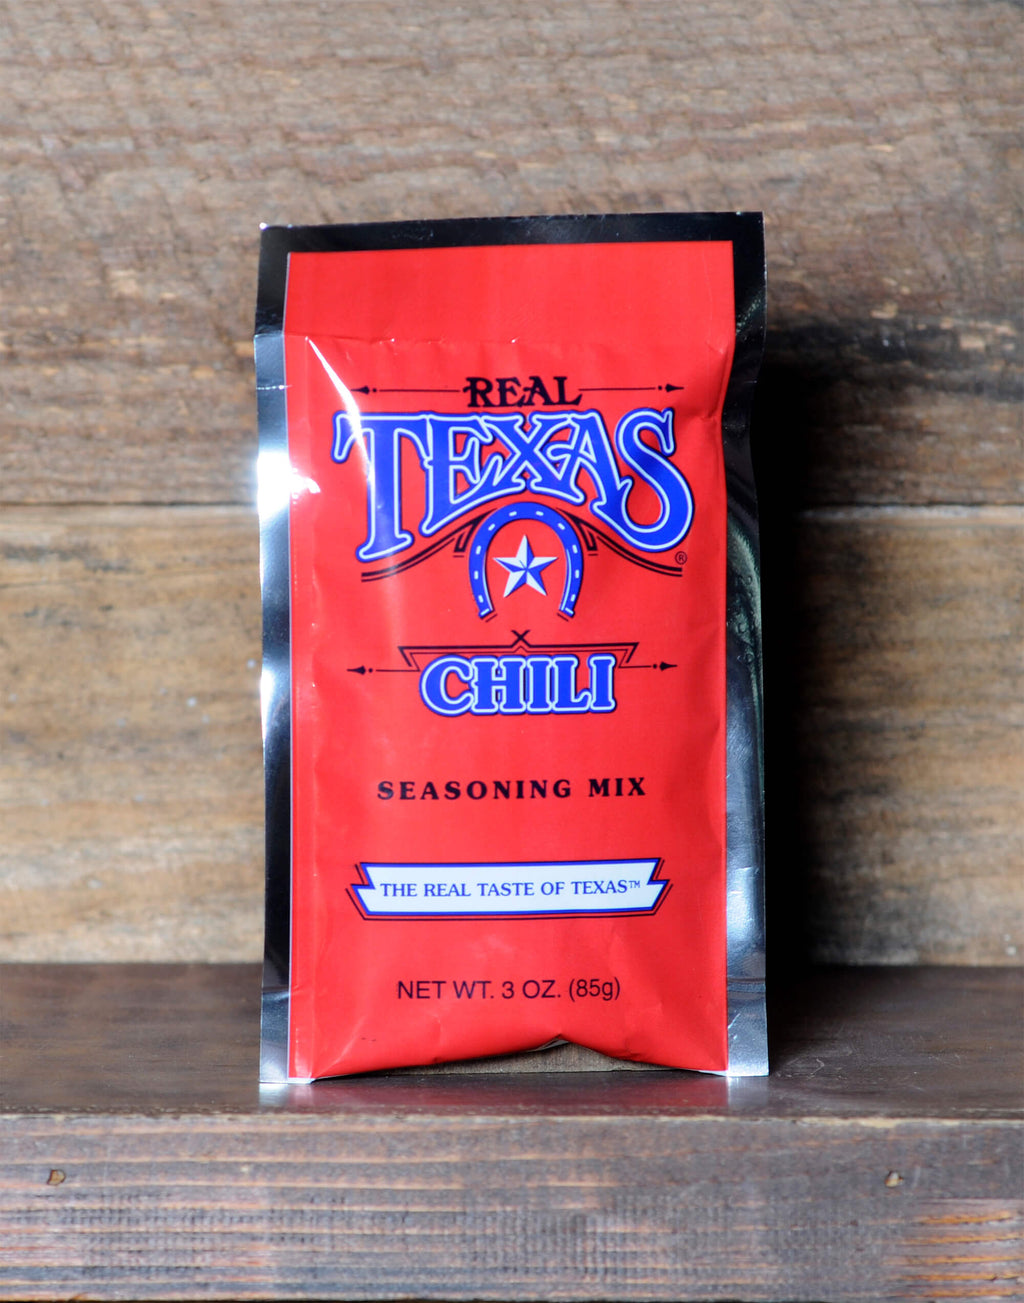 REAL
TEXAS
®
CHILI
SEASONING MIX
THE REAL TASTE OF TEXAS™
NET WT. 3 OZ. (85g)